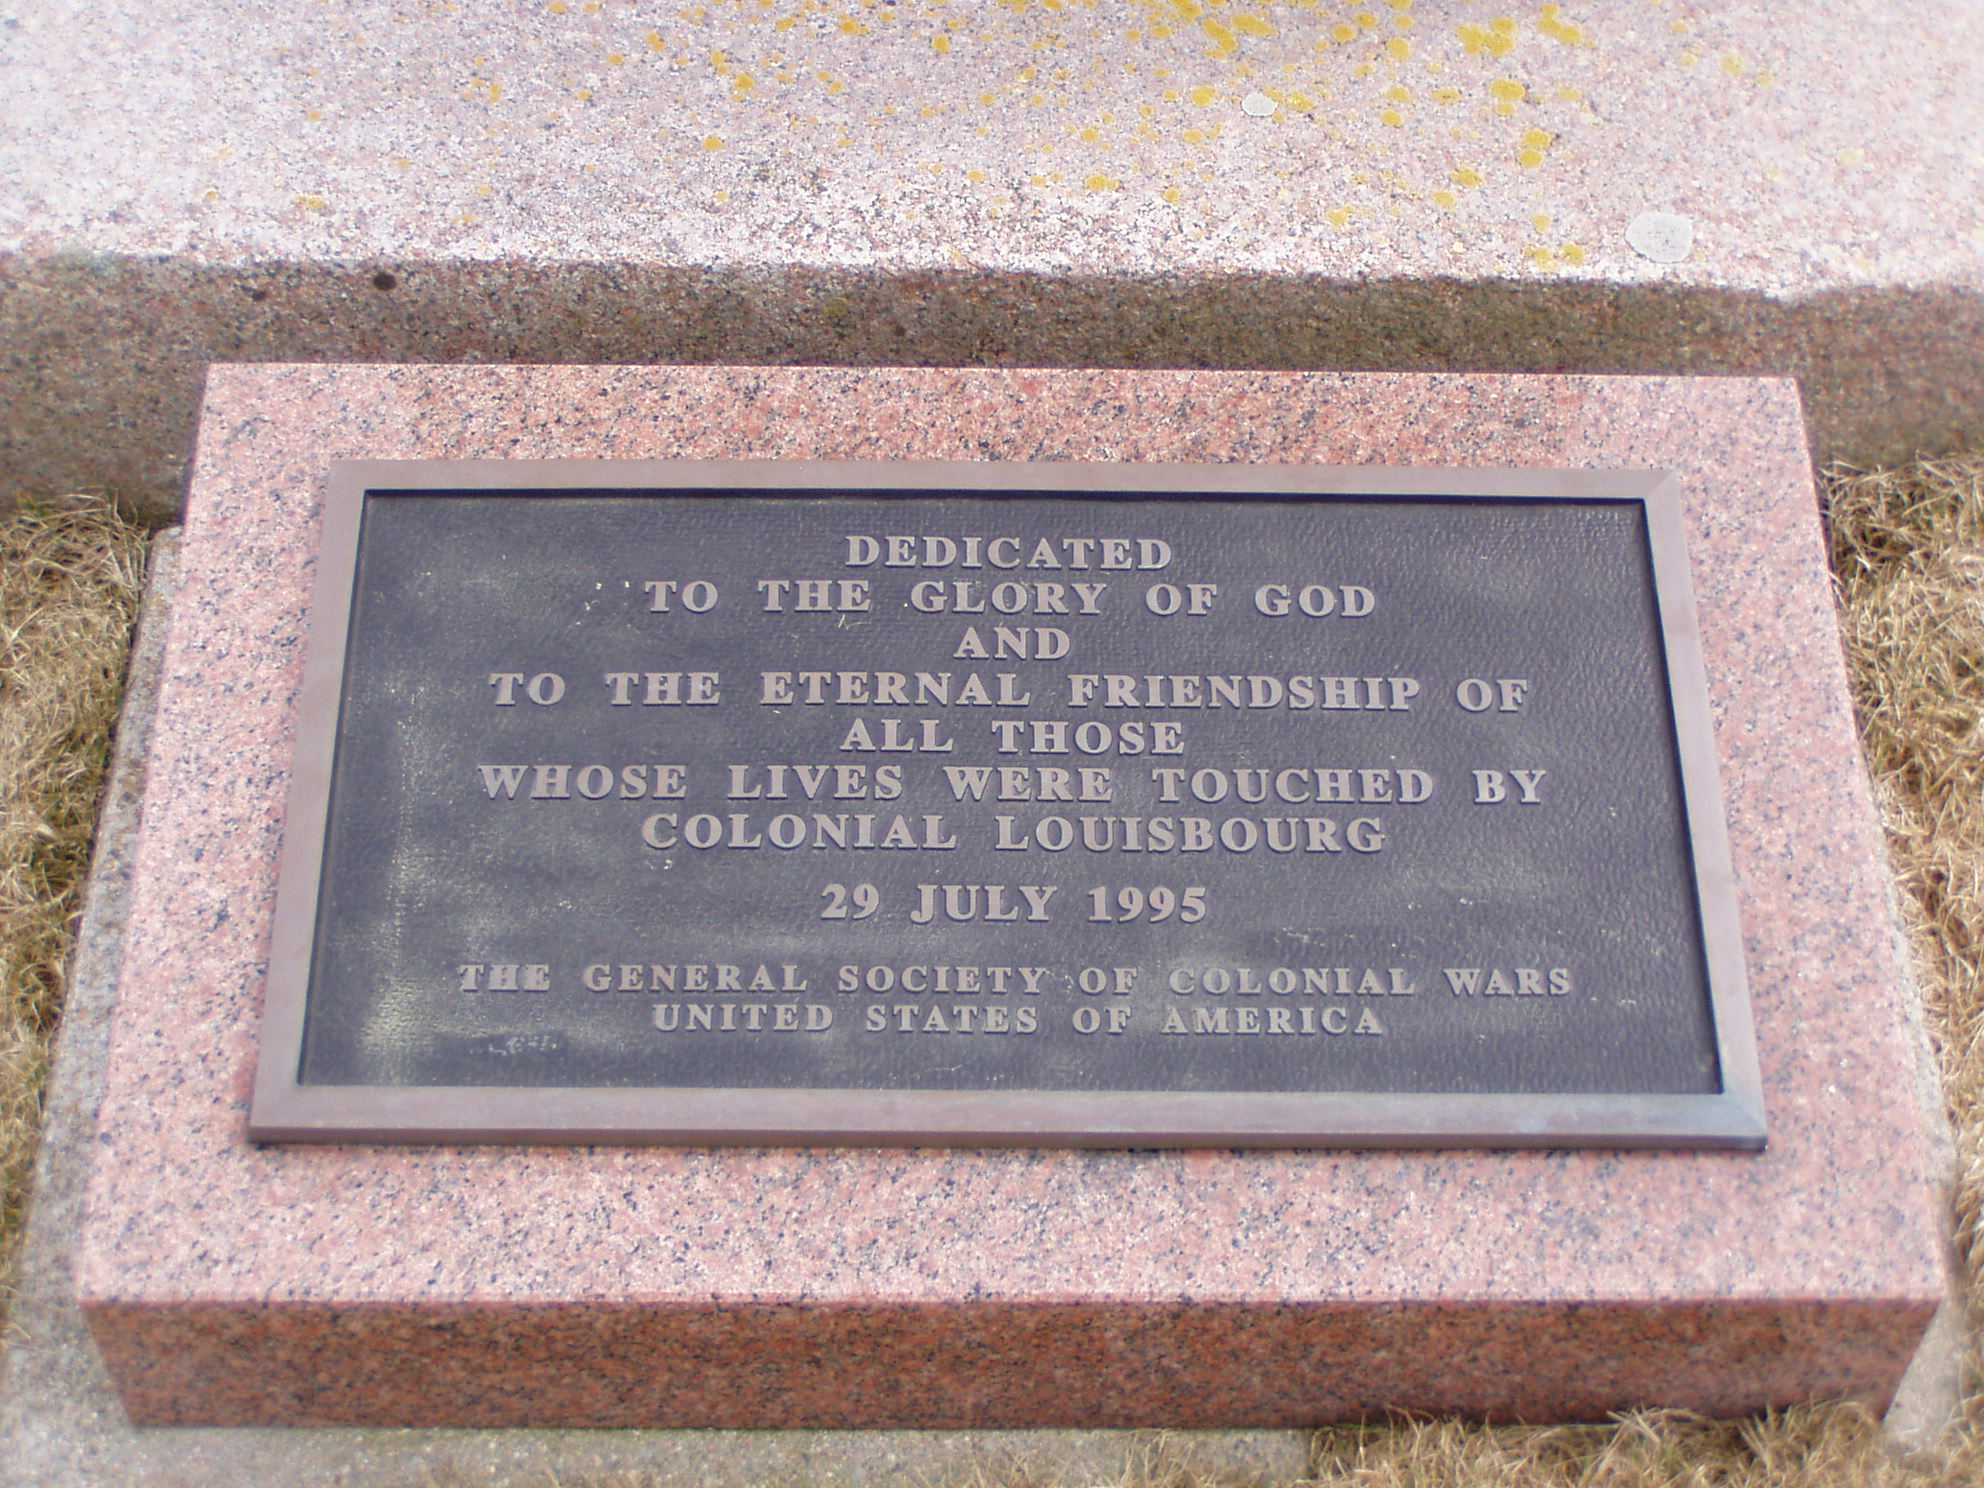 DEDICATED
TO THE GLORY OF GOD
AND
TO THE ETERNAL FRIENDSHIP OF
ALL THOSE
WHOSE LIVES WERE TOUCHED BY
COLONIAL LOUISBOURG
29 JULY 1995
THE GENERAL SOCIETY OF COLONIAL WARS
UNITED STATES OF AMERICA